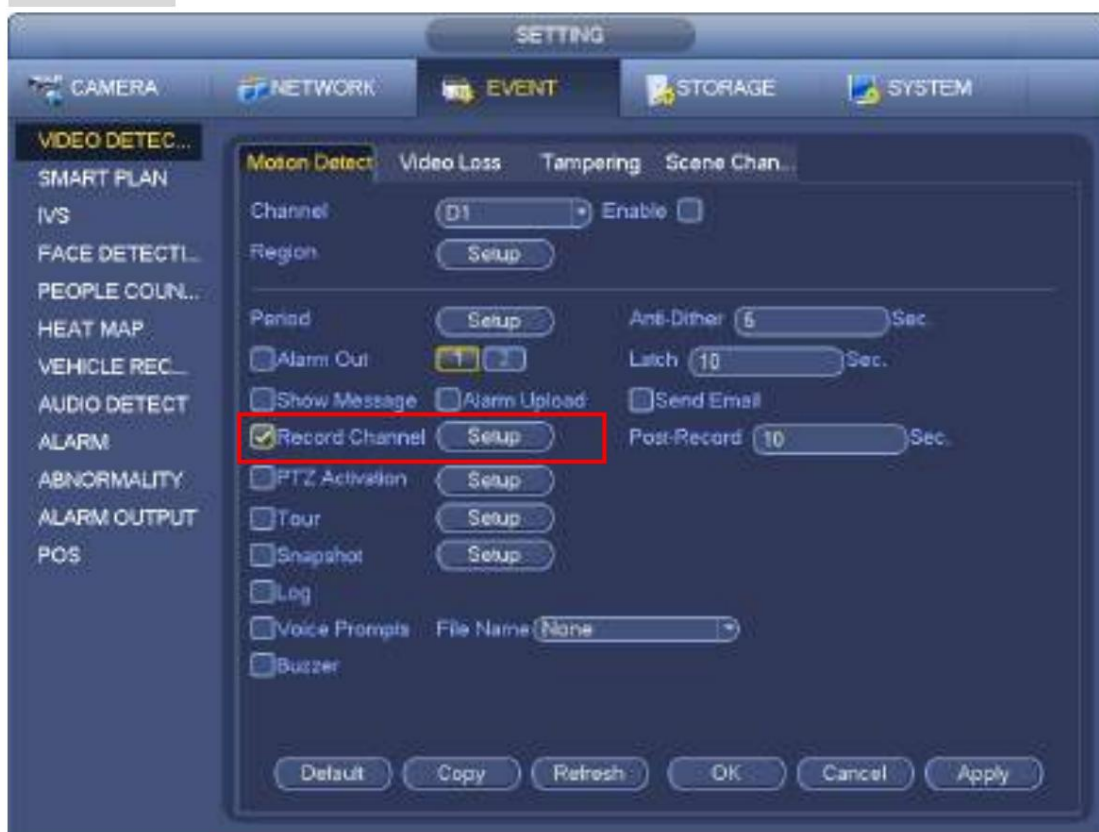 SETTING
CAMERA NETWORK EVENT STORAGE SYSTEM
VIDEO DETEC...
SMART PLAN
IVS
FACE DETECTI...
PEOPLE COUN...
HEAT MAP
VEHICLE REC...
AUDIO DETECT
ALARM
ABNORMALITY
ALARM OUTPUT
POS
Motion Detect Video Loss Tampering Scene Chan...
Channel D1 Enable
Region Setup
Period Setup Anti-Dither 5 Sec.
Alarm Out 1 2 Latch 10 Sec.
Show Message Alarm Upload Send Email
Record Channel Setup Post-Record 10 Sec.
PTZ Activation Setup
Tour Setup
Snapshot Setup
Log
Voice Prompts File Name None
Buzzer
Default Copy Refresh OK Cancel Apply